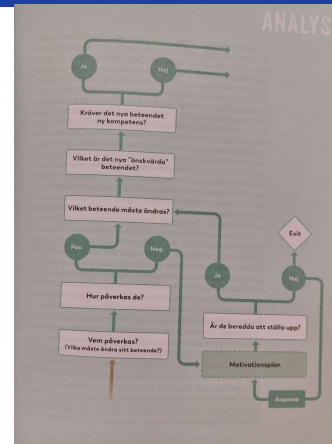 ANALYS
Ja
Nej
Kräver det nya beteendet
ny kompetens?
Vilket är det nya "önskvärda"
beteendet?
Vilket beteende måste ändras?
Exit
Pos.
Neg.
Ja
Nej
Hur påverkas de?
Är de beredda att ställa upp?
Vem påverkas?
(Vilka måste ändra sitt beteende?)
Motivationsplan
Anpassa